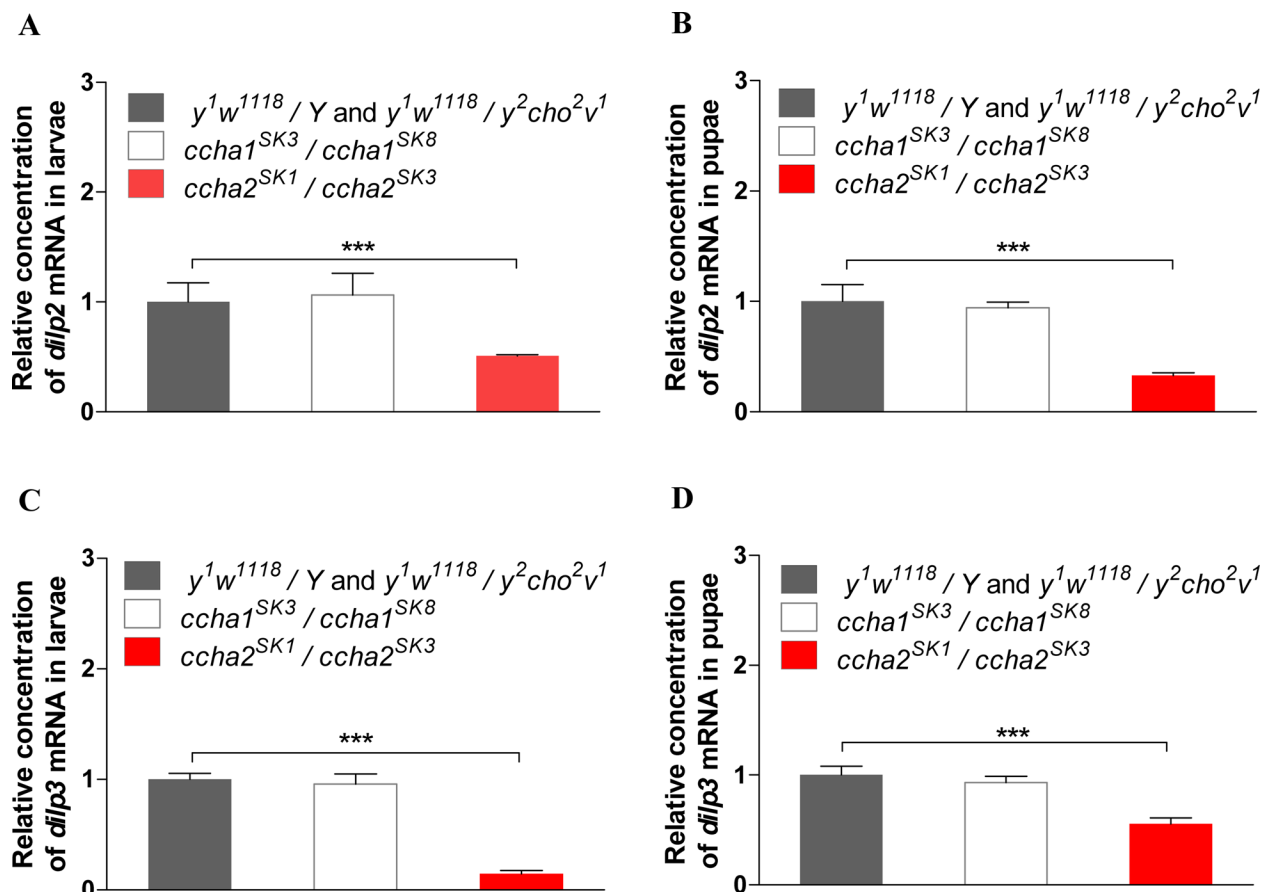 A
Relative concentration
of dilp2 mRNA in larvae
3
2
1
0
y¹w¹¹¹⁸ / Y and y¹w¹¹¹⁸ / y²cho²v¹
ccha1ˢᴷ³ / ccha1ˢᴷ⁸
ccha2ˢᴷ¹ / ccha2ˢᴷ³
***
B
Relative concentration
of dilp2 mRNA in pupae
3
2
1
0
y¹w¹¹¹⁸ / Y and y¹w¹¹¹⁸ / y²cho²v¹
ccha1ˢᴷ³ / ccha1ˢᴷ⁸
ccha2ˢᴷ¹ / ccha2ˢᴷ³
***
C
Relative concentration
of dilp3 mRNA in larvae
3
2
1
0
y¹w¹¹¹⁸ / Y and y¹w¹¹¹⁸ / y²cho²v¹
ccha1ˢᴷ³ / ccha1ˢᴷ⁸
ccha2ˢᴷ¹ / ccha2ˢᴷ³
***
D
Relative concentration
of dilp3 mRNA in pupae
3
2
1
0
y¹w¹¹¹⁸ / Y and y¹w¹¹¹⁸ / y²cho²v¹
ccha1ˢᴷ³ / ccha1ˢᴷ⁸
ccha2ˢᴷ¹ / ccha2ˢᴷ³
***